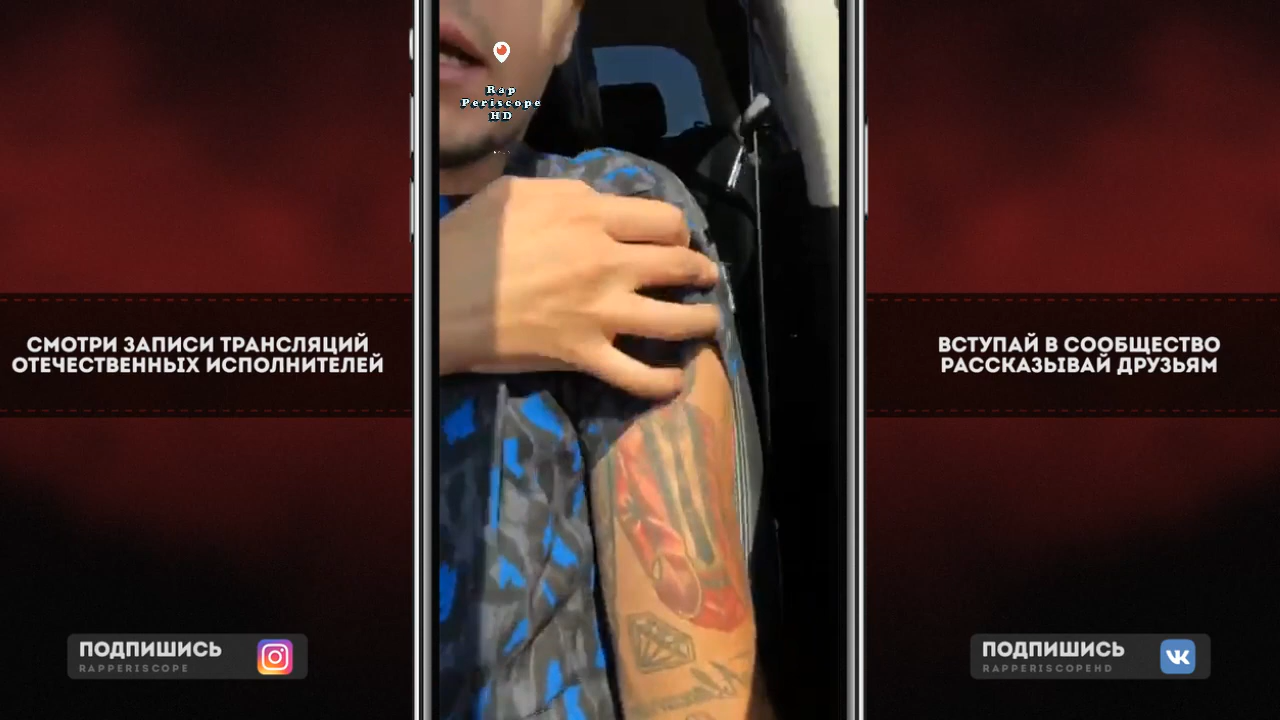 Rap
Periscope
HD
СМОТРИ ЗАПИСИ ТРАНСЛЯЦИЙ
ОТЕЧЕСТВЕННЫХ ИСПОЛНИТЕЛЕЙ
ВСТУПАЙ В СООБЩЕСТВО
РАССКАЗЫВАЙ ДРУЗЬЯМ
ПОДПИШИСЬ
RAPPERISCOPE
ПОДПИШИСЬ
RAPPERISCOPEHD